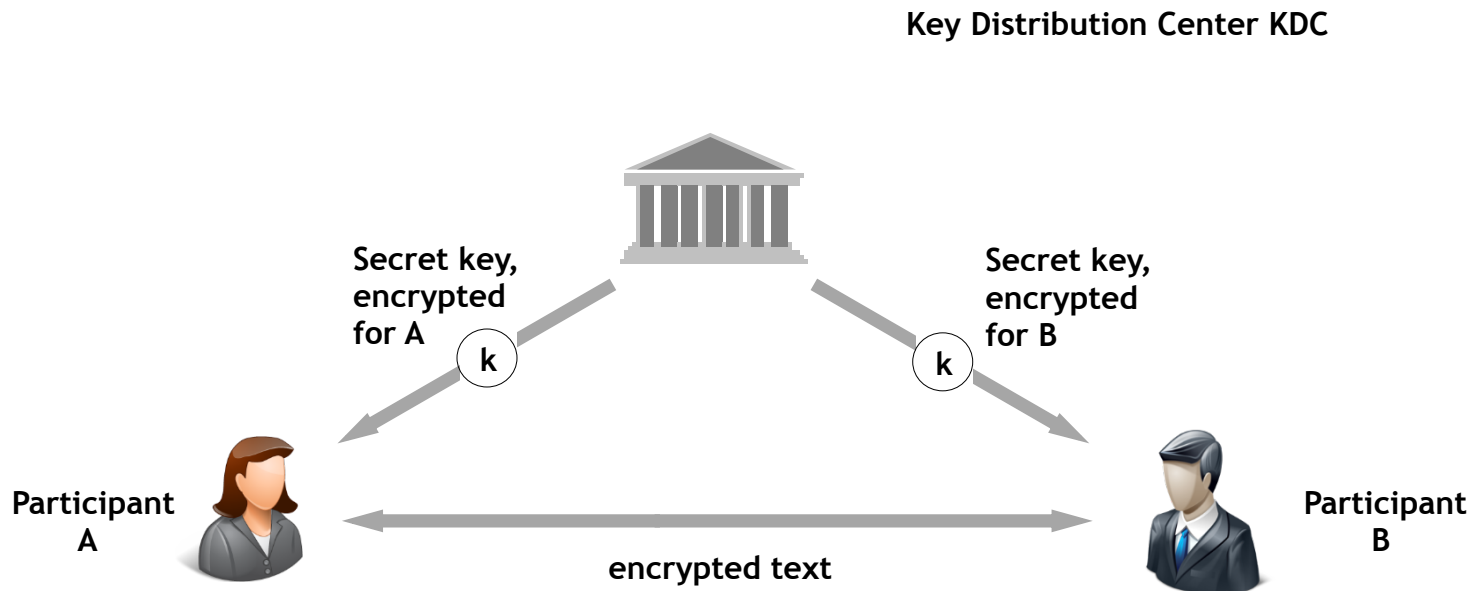 Key Distribution Center KDC
Secret key,
encrypted
for A
k
Secret key,
encrypted
for B
k
Participant
A
encrypted text
Participant
B